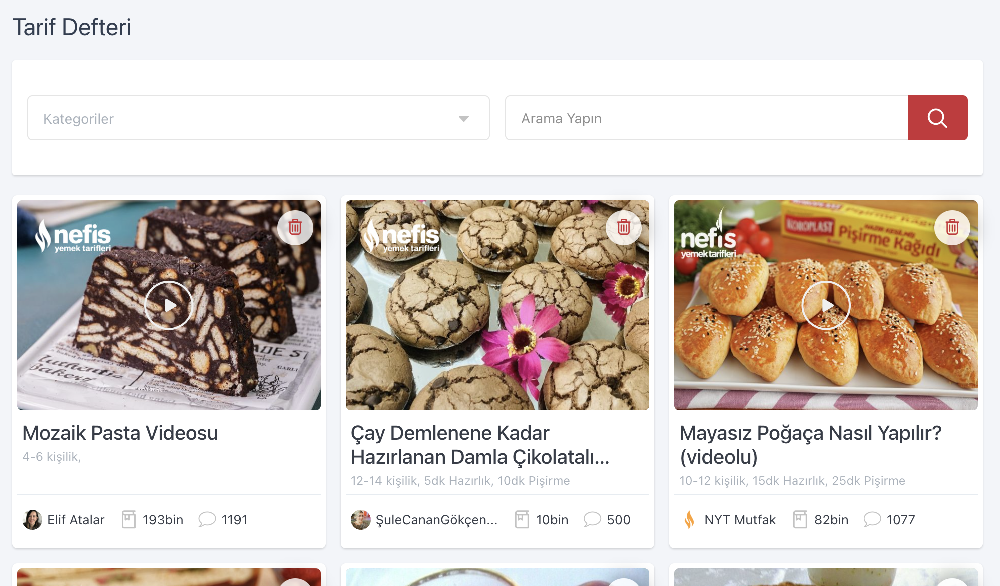 Tarif Defteri
Kategoriler
Arama Yapın
nefis
yemek tarifleri
Authentic
Bakery
GARLI
nefis
yemek tarifleri
nefis
yemek tarifleri
KOROPLAST
Pişirme Kağıdı
Mozaik Pasta Videosu
4-6 kişilik,
Çay Demlenene Kadar
Hazırlanan Damla Çikolatalı...
12-14 kişilik, 5dk Hazırlık, 10dk Pişirme
Mayasız Poğaça Nasıl Yapılır?
(videolu)
10-12 kişilik, 15dk Hazırlık, 25dk Pişirme
Elif Atalar 193bin 1191
ŞuleCananGökçen... 10bin 500
NYT Mutfak 82bin 1077